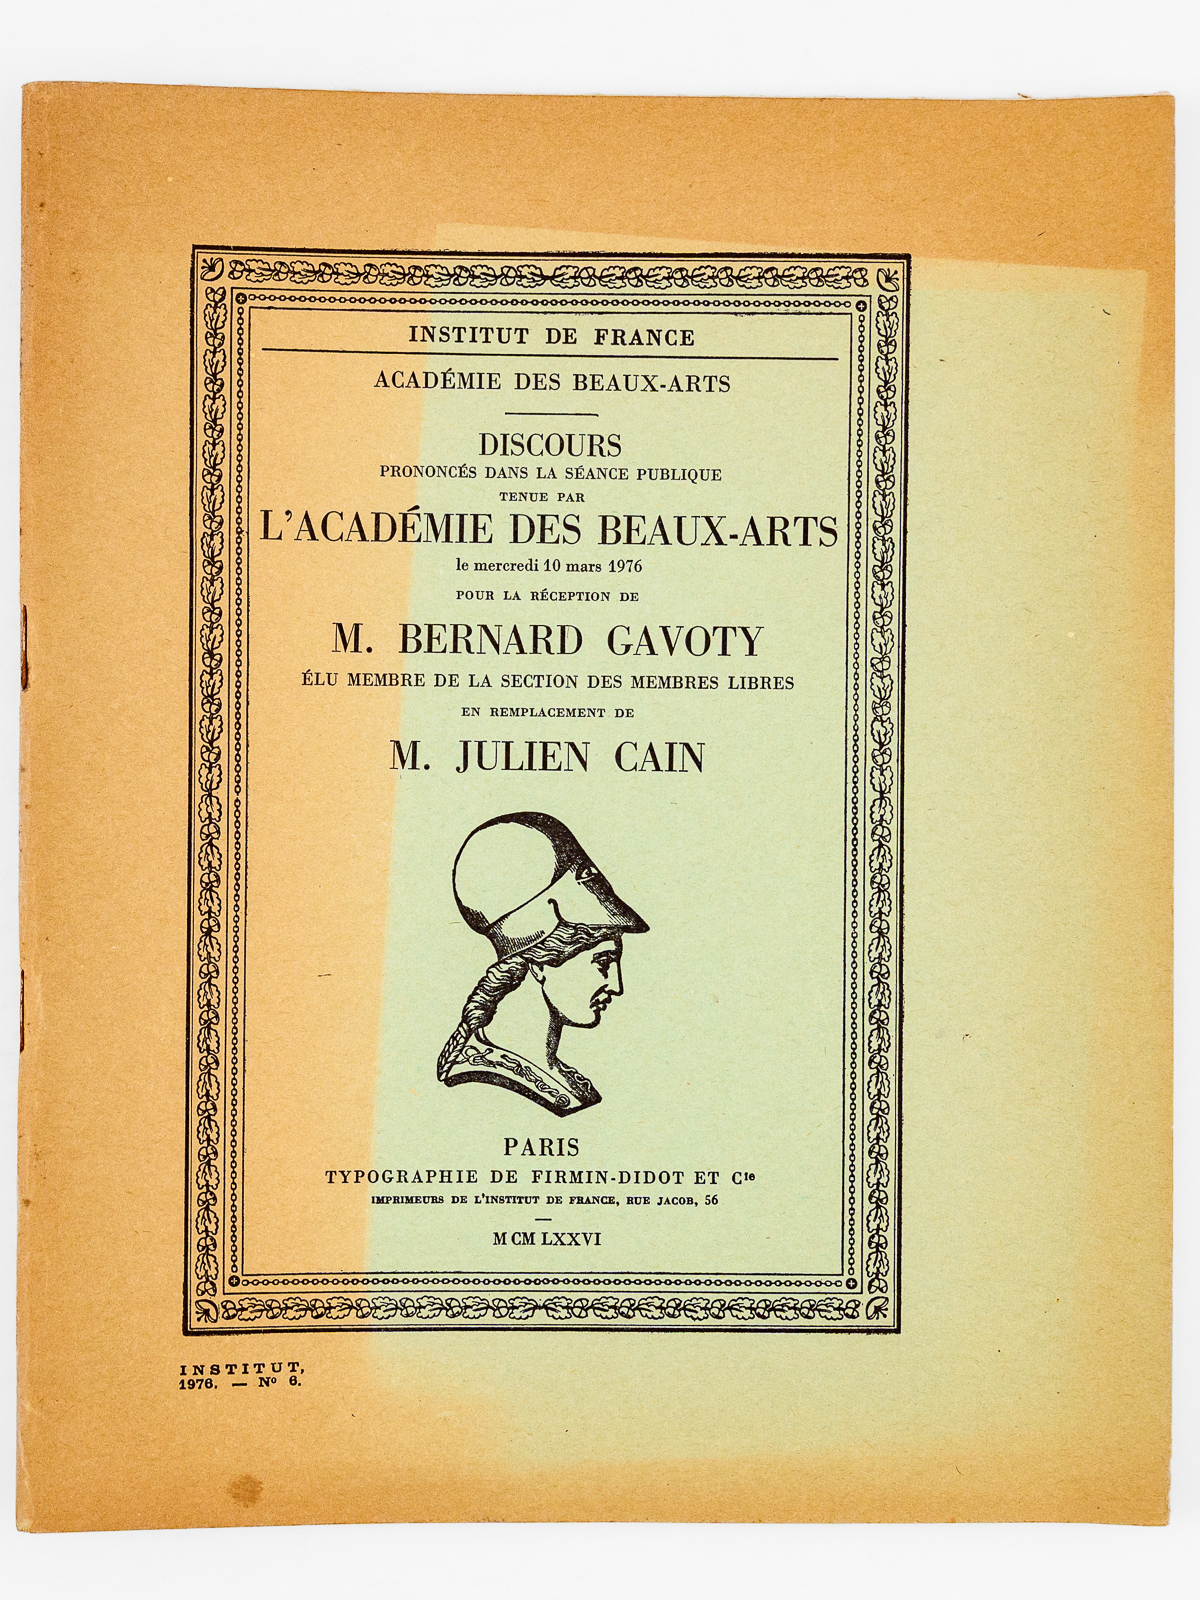 INSTITUT DE FRANCE
ACADÉMIE DES BEAUX-ARTS
DISCOURS
PRONONCÉS DANS LA SÉANCE PUBLIQUE
TENUE PAR
L'ACADÉMIE DES BEAUX-ARTS
le mercredi 10 mars 1976
POUR LA RÉCEPTION DE
M. BERNARD GAVOTY
ÉLU MEMBRE DE LA SECTION DES MEMBRES LIBRES
EN REMPLACEMENT DE
M. JULIEN CAIN
PARIS
TYPOGRAPHIE DE FIRMIN-DIDOT ET Cie
IMPRIMEURS DE L'INSTITUT DE FRANCE, RUE JACOB, 56
MCMLXXVI
INSTITUT,
1976. — No 6.